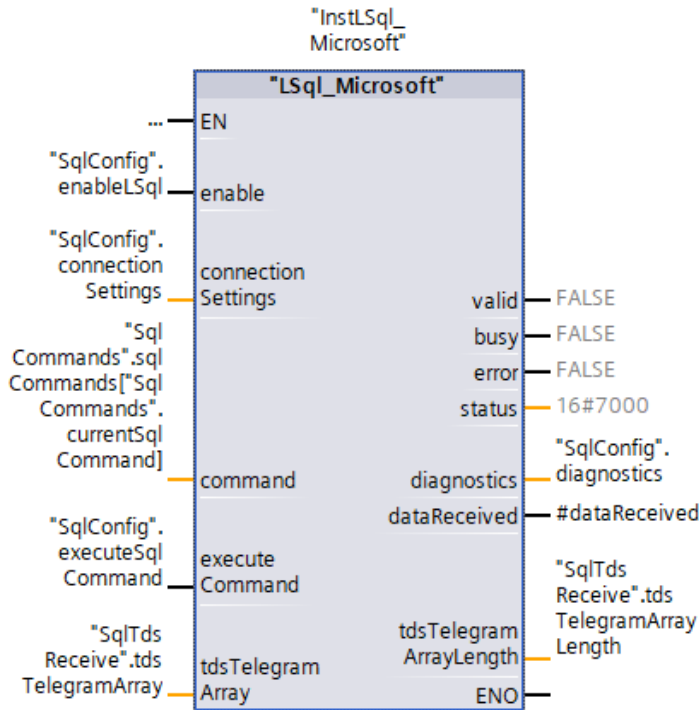 "InstLSql_
Microsoft"
"LSql_Microsoft"
... EN
"SqlConfig".
enableLSql
enable
"SqlConfig".
connection
Settings
connection
Settings
"Sql
Commands".sql
Commands["Sql
Commands".
currentSql
Command]
command
"SqlConfig".
executeSql
Command
execute
Command
"SqlTds
Receive".tds
TelegramArray
tdsTelegram
Array
valid FALSE
busy FALSE
error FALSE
status 16#7000
diagnostics
"SqlConfig".
diagnostics
dataReceived #dataReceived
tdsTelegram
ArrayLength
"SqlTds
Receive".tds
TelegramArray
Length
ENO